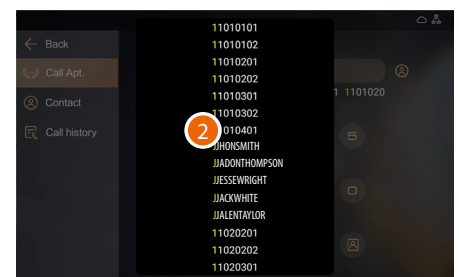 Back
Call Apt.
Contact
Call history
11010101
11010102
11010201
11010202
11010301
11010302
11010401
JJHONSMITH
JJADONTHOMPSON
JJESSEWRIGHT
JJACKWHITE
JJALENTAYLOR
11020201
11020202
11020301
2
1 1101020